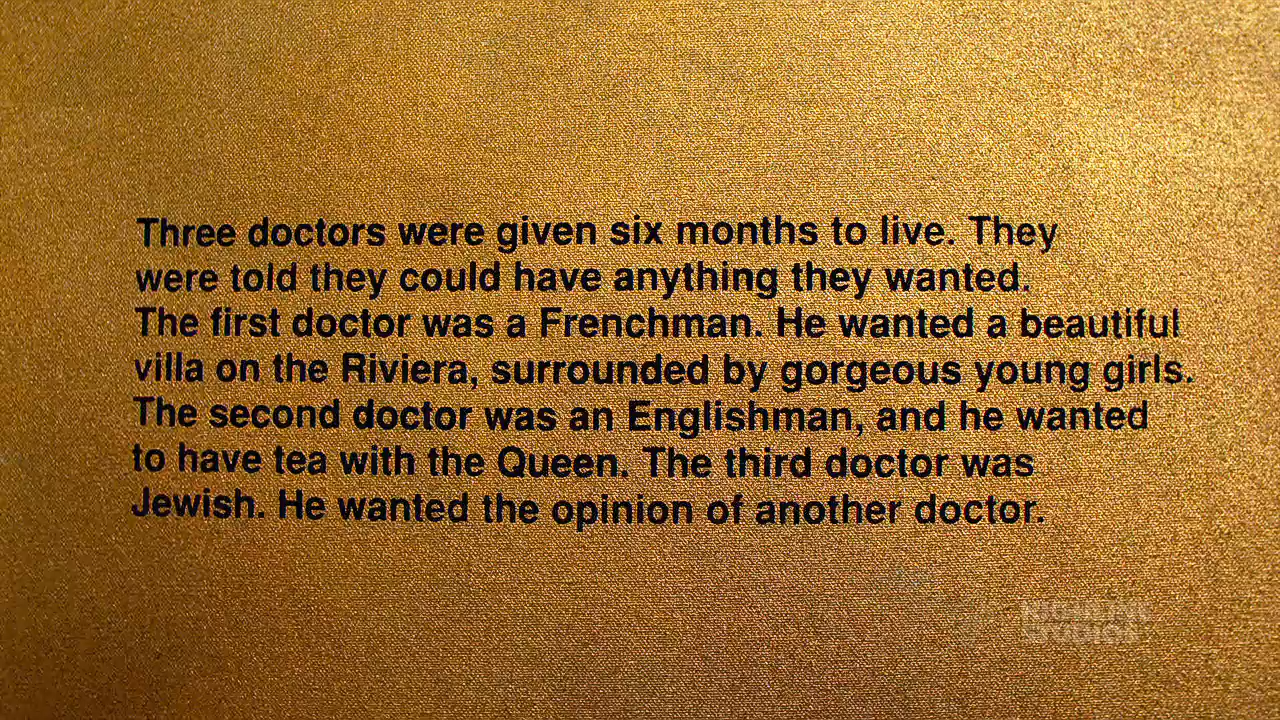 Three doctors were given six months to live. They
were told they could have anything they wanted.
The first doctor was a Frenchman. He wanted a beautiful
villa on the Riviera, surrounded by gorgeous young girls.
The second doctor was an Englishman, and he wanted
to have tea with the Queen. The third doctor was
Jewish. He wanted the opinion of another doctor.
STUDIOS